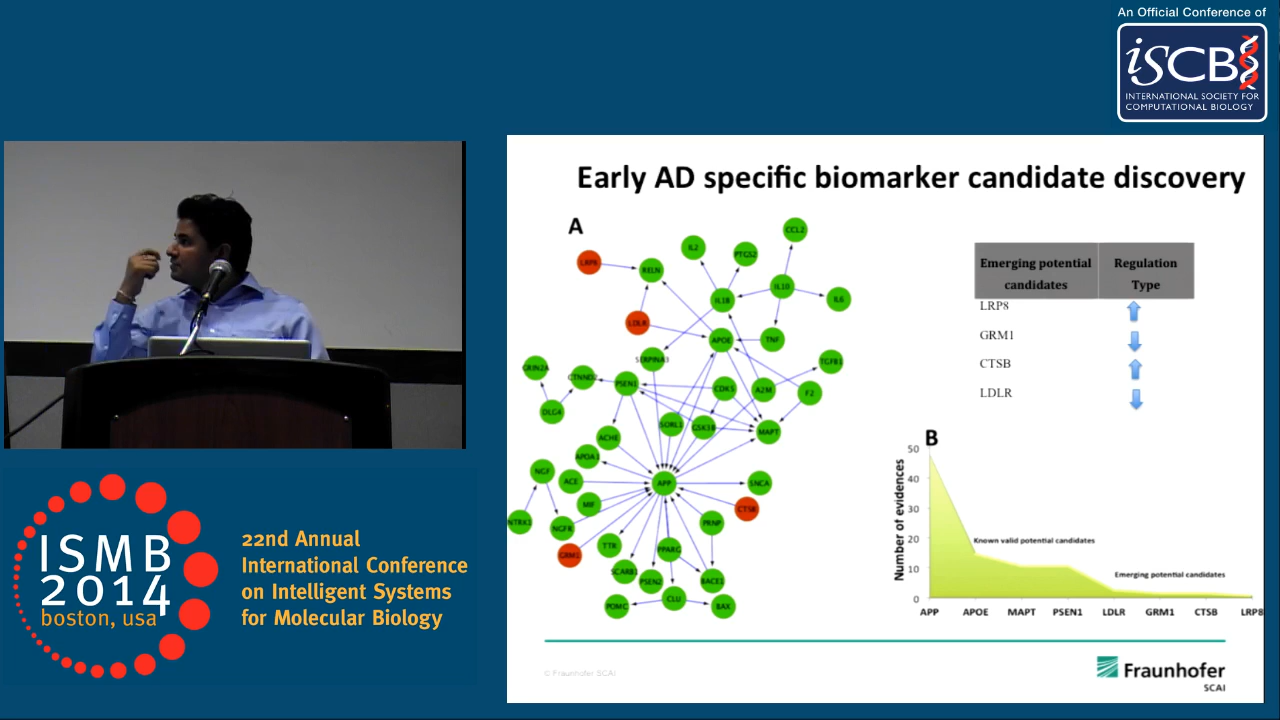 An Official Conference of
iSCB
INTERNATIONAL SOCIETY FOR
COMPUTATIONAL BIOLOGY
Early AD specific biomarker candidate discovery
A
CCL2
IL2
PTGS2
LRP8
RELN
IL10
IL1B
IL6
LDLR
APOE
TNF
SERPINA3
TGFB1
GRIN2A
CTNND2
PSEN1
CDK5
A2M
F2
DLG4
SORL1
GSK3B
MAPT
ACHE
APOA1
NGF
ACE
APP
SNCA
MIF
CTSB
NTRK1
NGFR
PRNP
GRM1
TTR
PPARG
SCARB1
PSEN2
BACE1
POMC
CLU
BAX
Emerging potential candidates
Regulation Type
LRP8
GRM1
CTSB
LDLR
B
Number of evidences
50
40
30
20
10
0
Known valid potential candidates
Emerging potential candidates
APP APOE MAPT PSEN1 LDLR GRM1 CTSB LRP8
© Fraunhofer SCAI
Fraunhofer
SCAI
ISMB
2014
boston, usa
22nd Annual
International Conference
on Intelligent Systems
for Molecular Biology